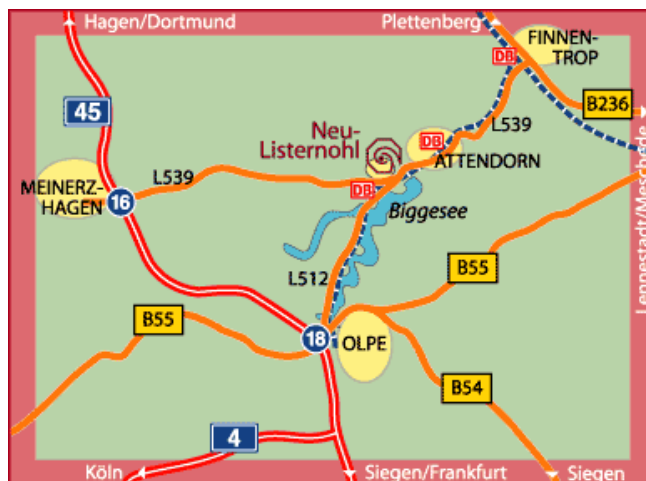 Hagen/Dortmund
Plettenberg
FINNEN-
TROP
DB
45
B236
Neu-
Listernohl
DB
L539
ATTENDORN
MEINERZ-
HAGEN
16
L539
DB
Biggesee
Lennestadt/Meschede
L512
B55
B55
18
OLPE
B54
4
Köln
Siegen/Frankfurt
Siegen